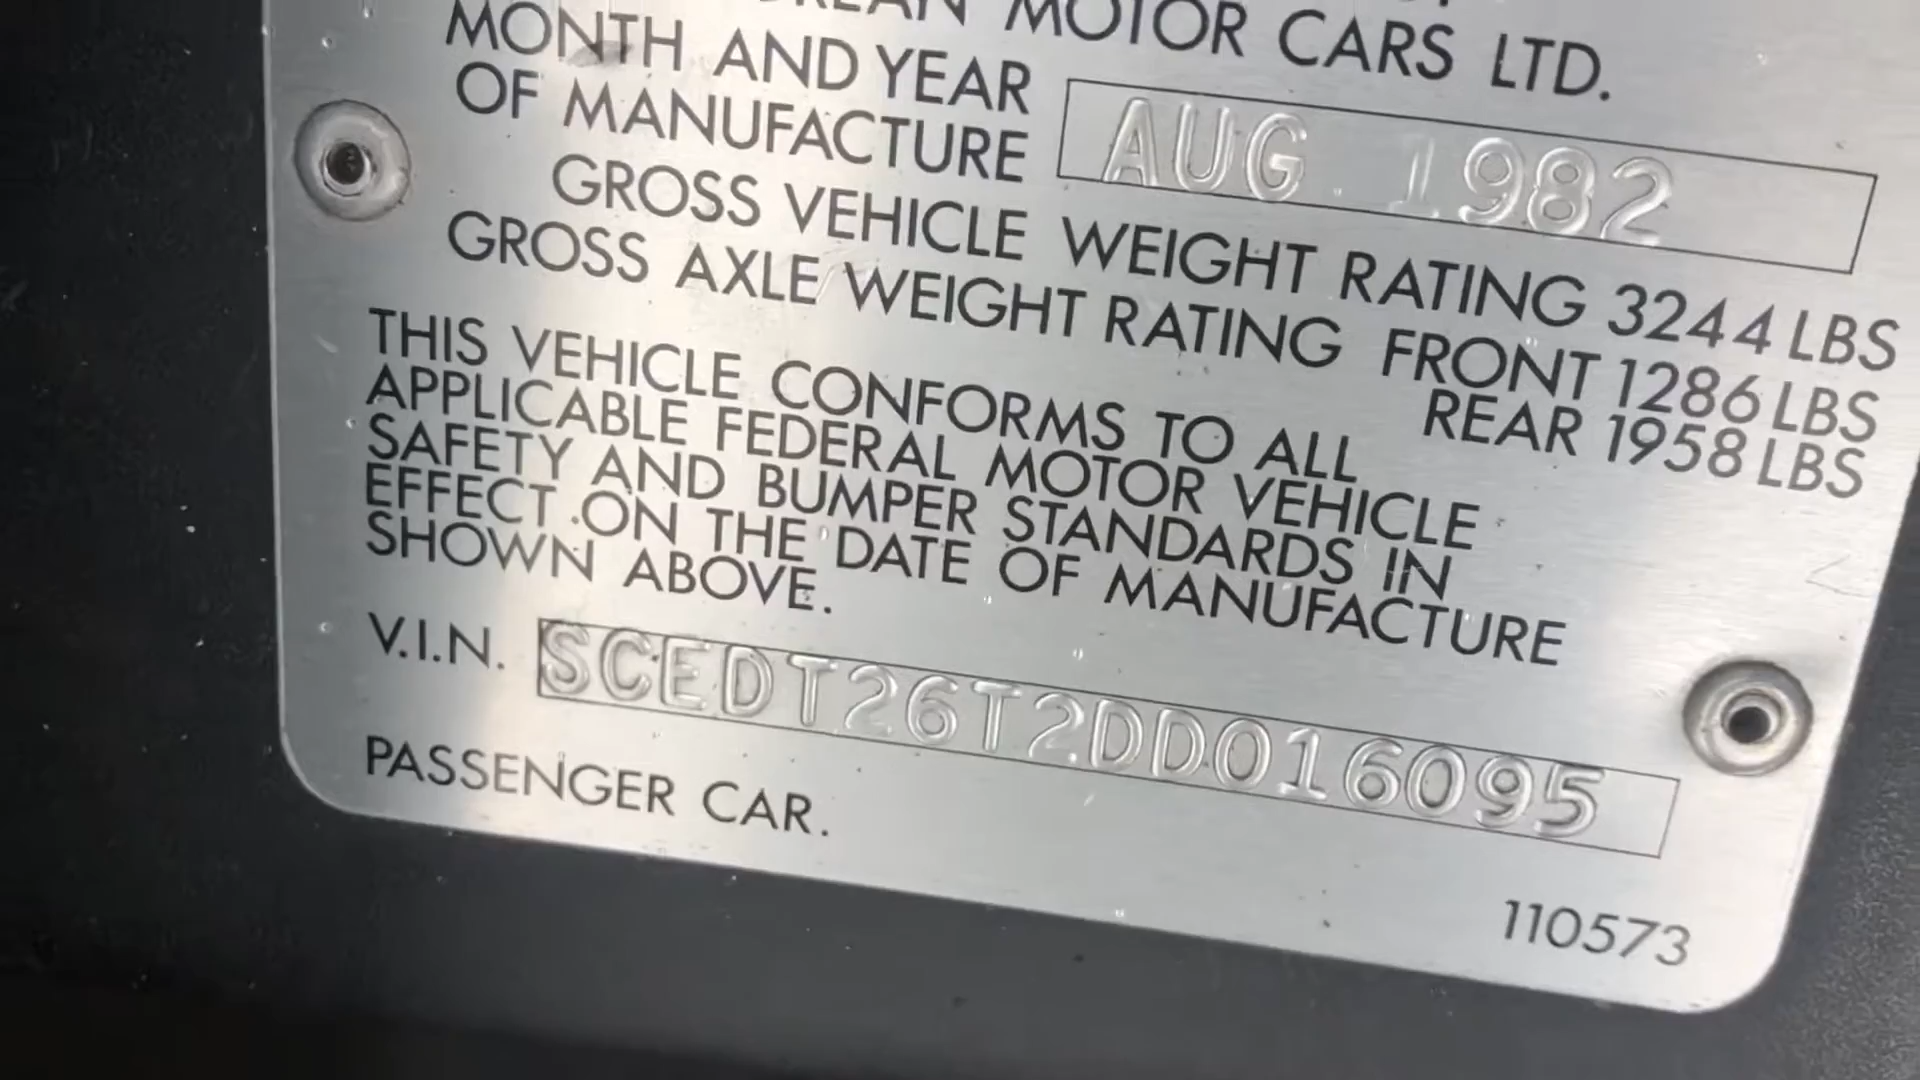 MOTOR CARS LTD.
MONTH AND YEAR
OF MANUFACTURE AUG. 1982
GROSS VEHICLE WEIGHT RATING 3244 LBS
GROSS AXLE WEIGHT RATING FRONT 1286 LBS
REAR 1958 LBS
THIS VEHICLE CONFORMS TO ALL
APPLICABLE FEDERAL MOTOR VEHICLE
SAFETY AND BUMPER STANDARDS IN
EFFECT ON THE DATE OF MANUFACTURE
SHOWN ABOVE.
V.I.N. SCEDT26T2DD016095
PASSENGER CAR.
110573